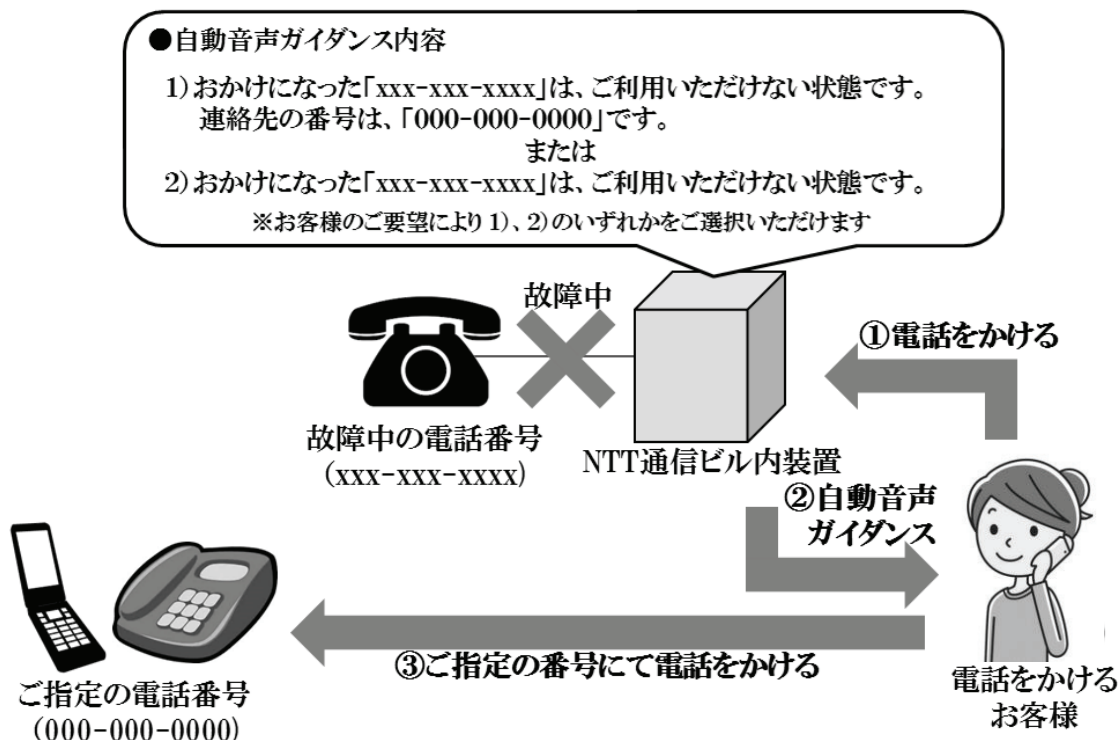 ●自動音声ガイダンス内容
1)おかけになった「xxx-xxx-xxxx」は、ご利用いただけない状態です。
連絡先の番号は、「000-000-0000」です。
または
2)おかけになった「xxx-xxx-xxxx」は、ご利用いただけない状態です。
※お客様のご要望により1)、2)のいずれかをご選択いただけます
故障中
①電話をかける
故障中の電話番号
(xxx-xxx-xxxx)
NTT通信ビル内装置
②自動音声
ガイダンス
③ご指定の番号にて電話をかける
ご指定の電話番号
(000-000-0000)
電話をかける
お客様